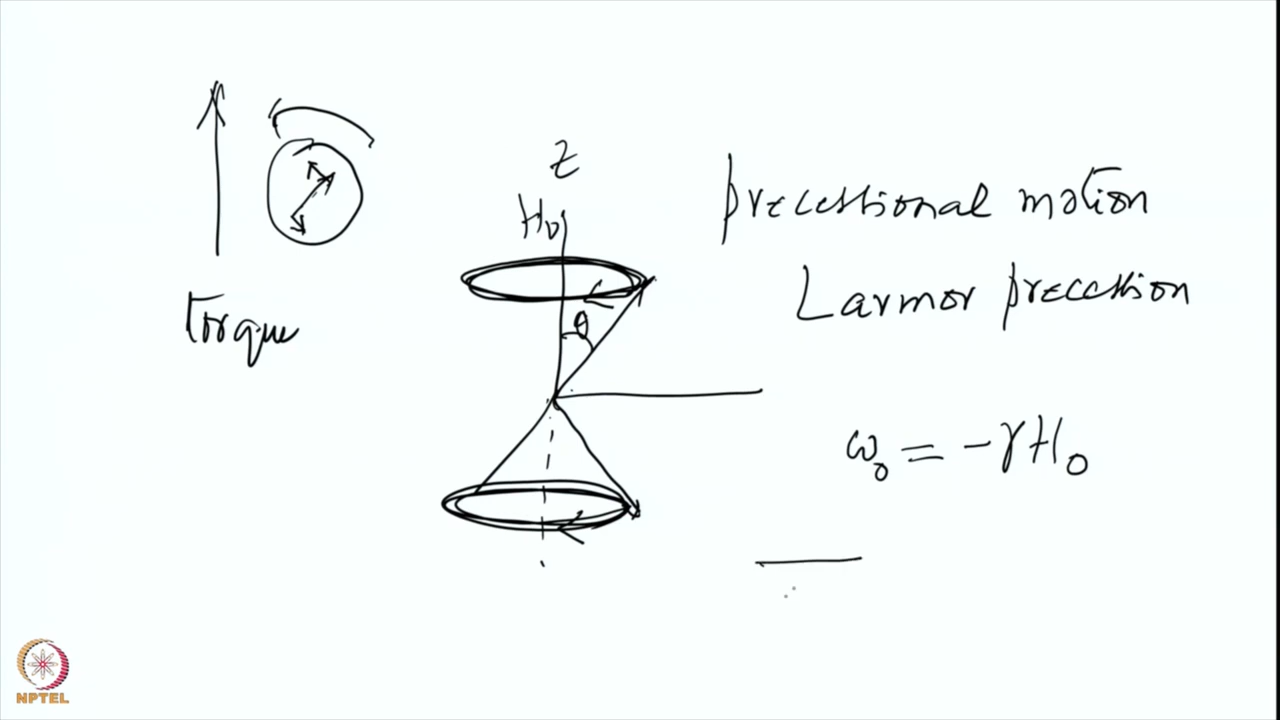 Z
H₀
θ
torque
precessional motion
Larmor precession
ω₀ = -γH₀
NPTEL